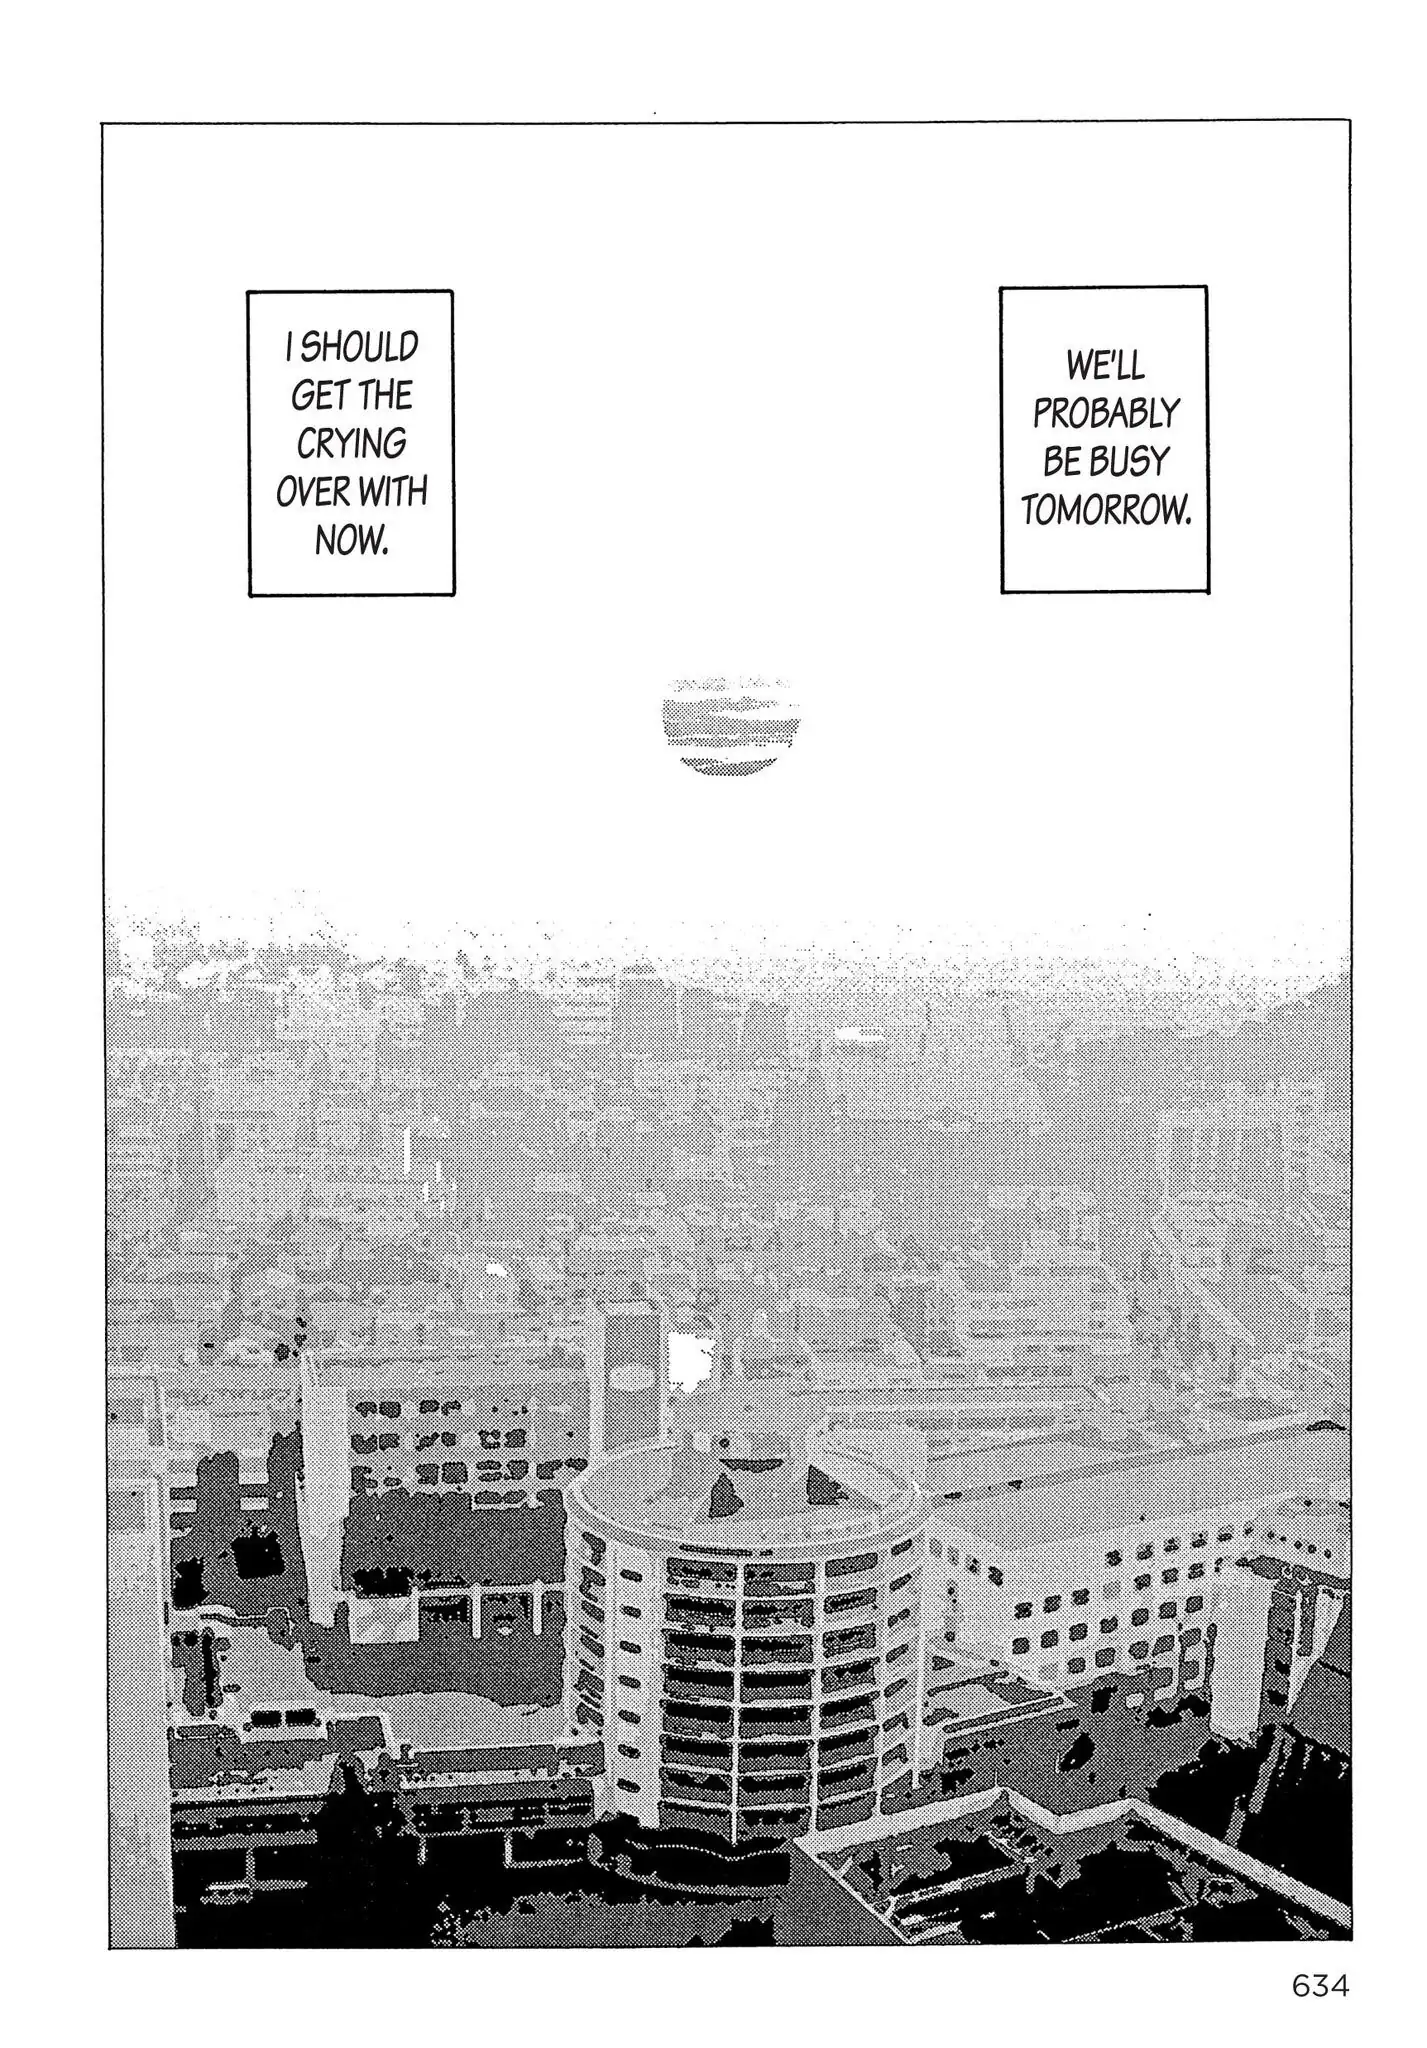 WE'LL
PROBABLY
BE BUSY
TOMORROW.
I SHOULD
GET THE
CRYING
OVER WITH
NOW.
634